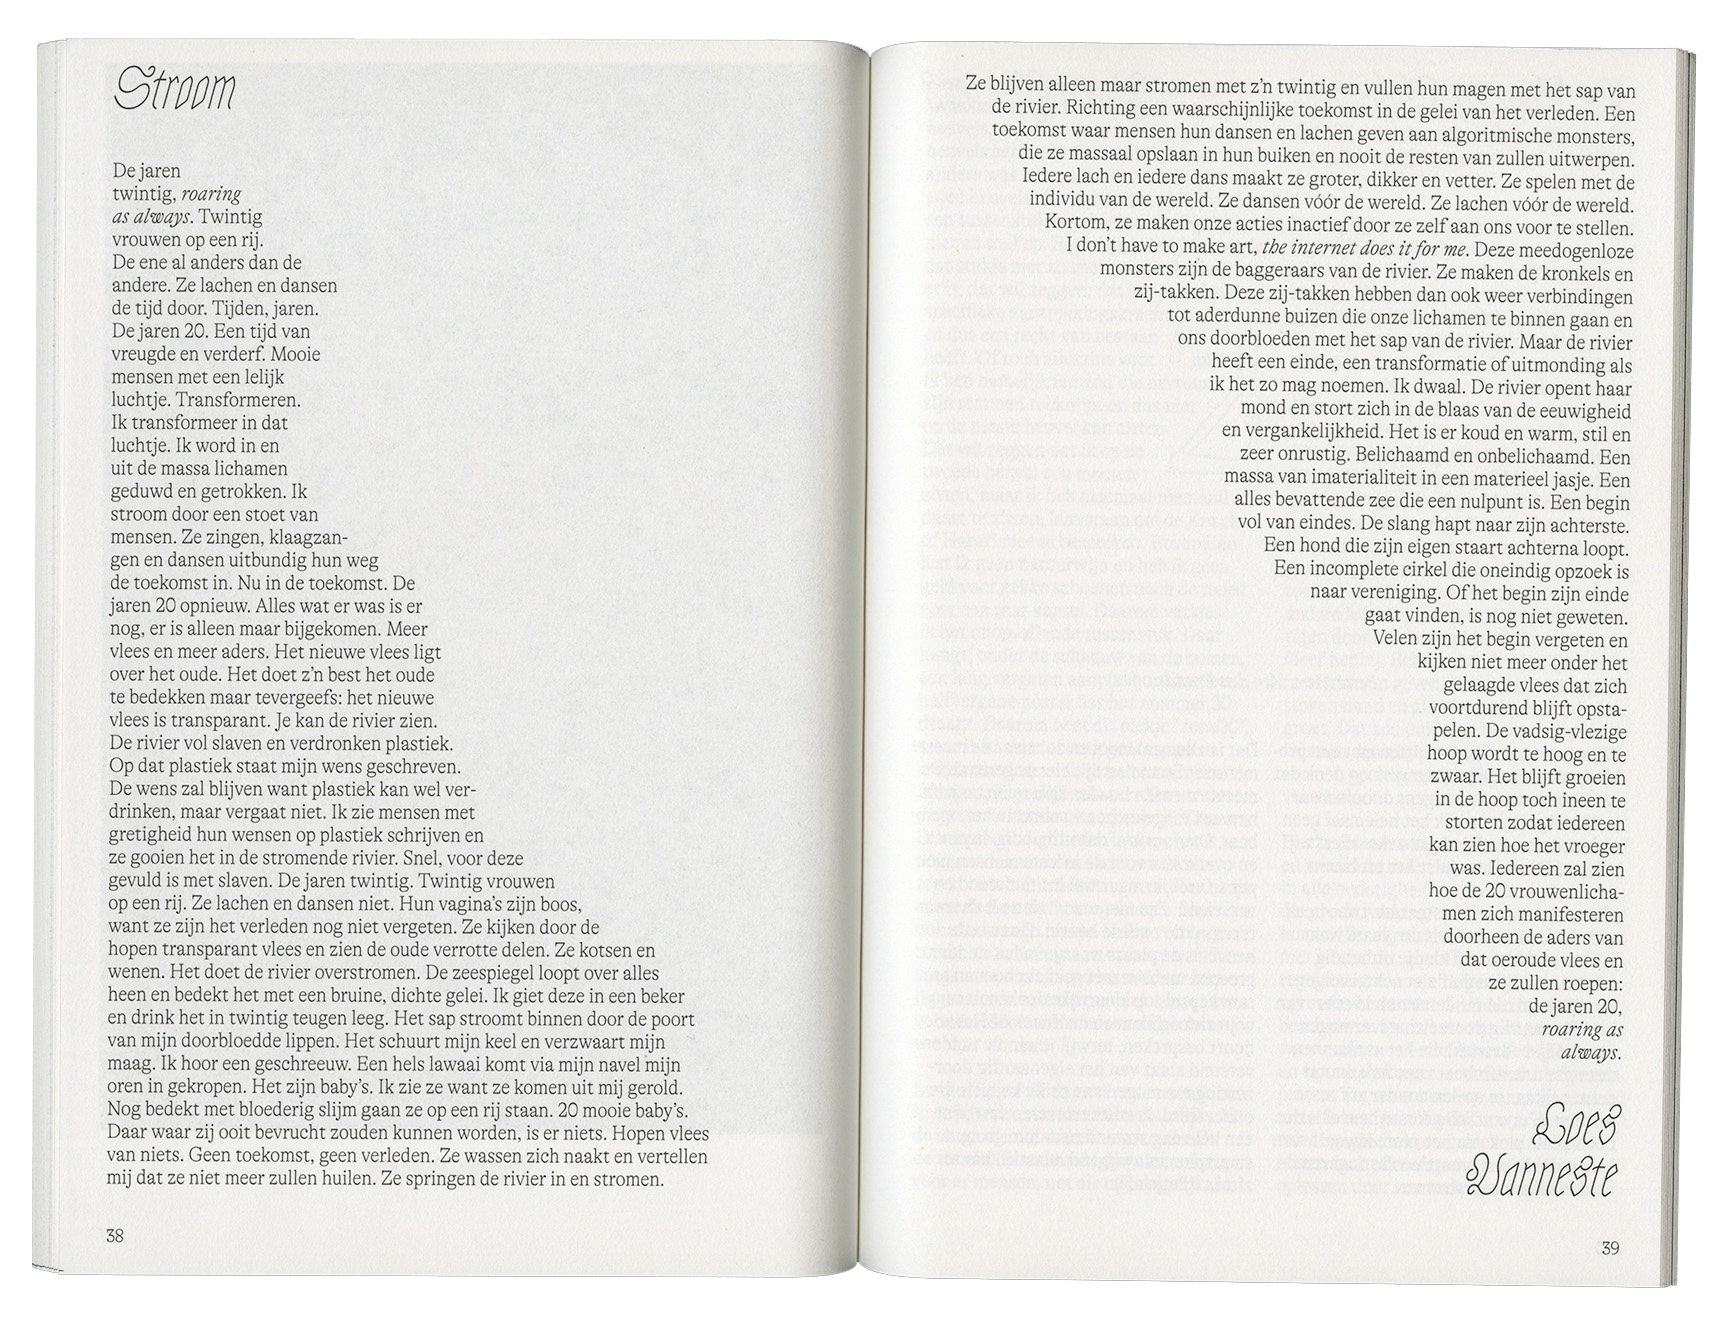 Stroom
De jaren
twintig, roaring
as always. Twintig
vrouwen op een rij.
De ene al anders dan de
andere. Ze lachen en dansen
de tijd door. Tijden, jaren.
De jaren 20. Een tijd van
vreugde en verderf. Mooie
mensen met een lelijk
luchtje. Transformeren.
Ik transformeer in dat
luchtje. Ik word in en
uit de massa lichamen
geduwd en getrokken. Ik
stroom door een stoet van
mensen. Ze zingen, klaagzan-
gen en dansen uitbundig hun weg
de toekomst in. Nu in de toekomst. De
jaren 20 opnieuw. Alles wat er was is er
nog, er is alleen maar bijgekomen. Meer
vlees en meer aders. Het nieuwe vlees ligt
over het oude. Het doet z'n best het oude
te bedekken maar tevergeefs: het nieuwe
vlees is transparant. Je kan de rivier zien.
De rivier vol slaven en verdronken plastiek.
Op dat plastiek staat mijn wens geschreven.
De wens zal blijven want plastiek kan wel ver-
drinken, maar vergaat niet. Ik zie mensen met
gretigheid hun wensen op plastiek schrijven en
ze gooien het in de stromende rivier. Snel, voor deze
gevuld is met slaven. De jaren twintig. Twintig vrouwen
op een rij. Ze lachen en dansen niet. Hun vagina's zijn boos,
want ze zijn het verleden nog niet vergeten. Ze kijken door de
hopen transparant vlees en zien de oude verrotte delen. Ze kotsen en
wenen. Het doet de rivier overstromen. De zeespiegel loopt over alles
heen en bedekt het met een bruine, dichte gelei. Ik giet deze in een beker
en drink het in twintig teugen leeg. Het sap stroomt binnen door de poort
van mijn doorbloedde lippen. Het schuurt mijn keel en verzwaart mijn
maag. Ik hoor een geschreeuw. Een hels lawaai komt via mijn navel mijn
oren in gekropen. Het zijn baby's. Ik zie ze want ze komen uit mij gerold.
Nog bedekt met bloederig slijm gaan ze op een rij staan. 20 mooie baby's.
Daar waar zij ooit bevrucht zouden kunnen worden, is er niets. Hopen vlees
van niets. Geen toekomst, geen verleden. Ze wassen zich naakt en vertellen
mij dat ze niet meer zullen huilen. Ze springen de rivier in en stromen.
38
Ze blijven alleen maar stromen met z'n twintig en vullen hun magen met het sap van
de rivier. Richting een waarschijnlijke toekomst in de gelei van het verleden. Een
toekomst waar mensen hun dansen en lachen geven aan algoritmische monsters,
die ze massaal opslaan in hun buiken en nooit de resten van zullen uitwerpen.
Iedere lach en iedere dans maakt ze groter, dikker en vetter. Ze spelen met de
individu van de wereld. Ze dansen vóór de wereld. Ze lachen vóór de wereld.
Kortom, ze maken onze acties inactief door ze zelf aan ons voor te stellen.
I don't have to make art, the internet does it for me. Deze meedogenloze
monsters zijn de baggeraars van de rivier. Ze maken de kronkels en
zij-takken. Deze zij-takken hebben dan ook weer verbindingen
tot aderdunne buizen die onze lichamen te binnen gaan en
ons doorbloeden met het sap van de rivier. Maar de rivier
heeft een einde, een transformatie of uitmonding als
ik het zo mag noemen. Ik dwaal. De rivier opent haar
mond en stort zich in de blaas van de eeuwigheid
en vergankelijkheid. Het is er koud en warm, stil en
zeer onrustig. Belichaamd en onbelichaamd. Een
massa van imaterialiteit in een materieel jasje. Een
alles bevattende zee die een nulpunt is. Een begin
vol van eindes. De slang hapt naar zijn achterste.
Een hond die zijn eigen staart achterna loopt.
Een incomplete cirkel die oneindig opzoek is
naar vereniging. Of het begin zijn einde
gaat vinden, is nog niet geweten.
Velen zijn het begin vergeten en
kijken niet meer onder het
gelaagde vlees dat zich
voortdurend blijft opsta-
pelen. De vadsig-vlezige
hoop wordt te hoog en te
zwaar. Het blijft groeien
in de hoop toch ineen te
storten zodat iedereen
kan zien hoe het vroeger
was. Iedereen zal zien
hoe de 20 vrouwenlicha-
men zich manifesteren
doorheen de aders van
dat oeroude vlees en
ze zullen roepen:
de jaren 20,
roaring as
always.
Loes
Vanneste
39